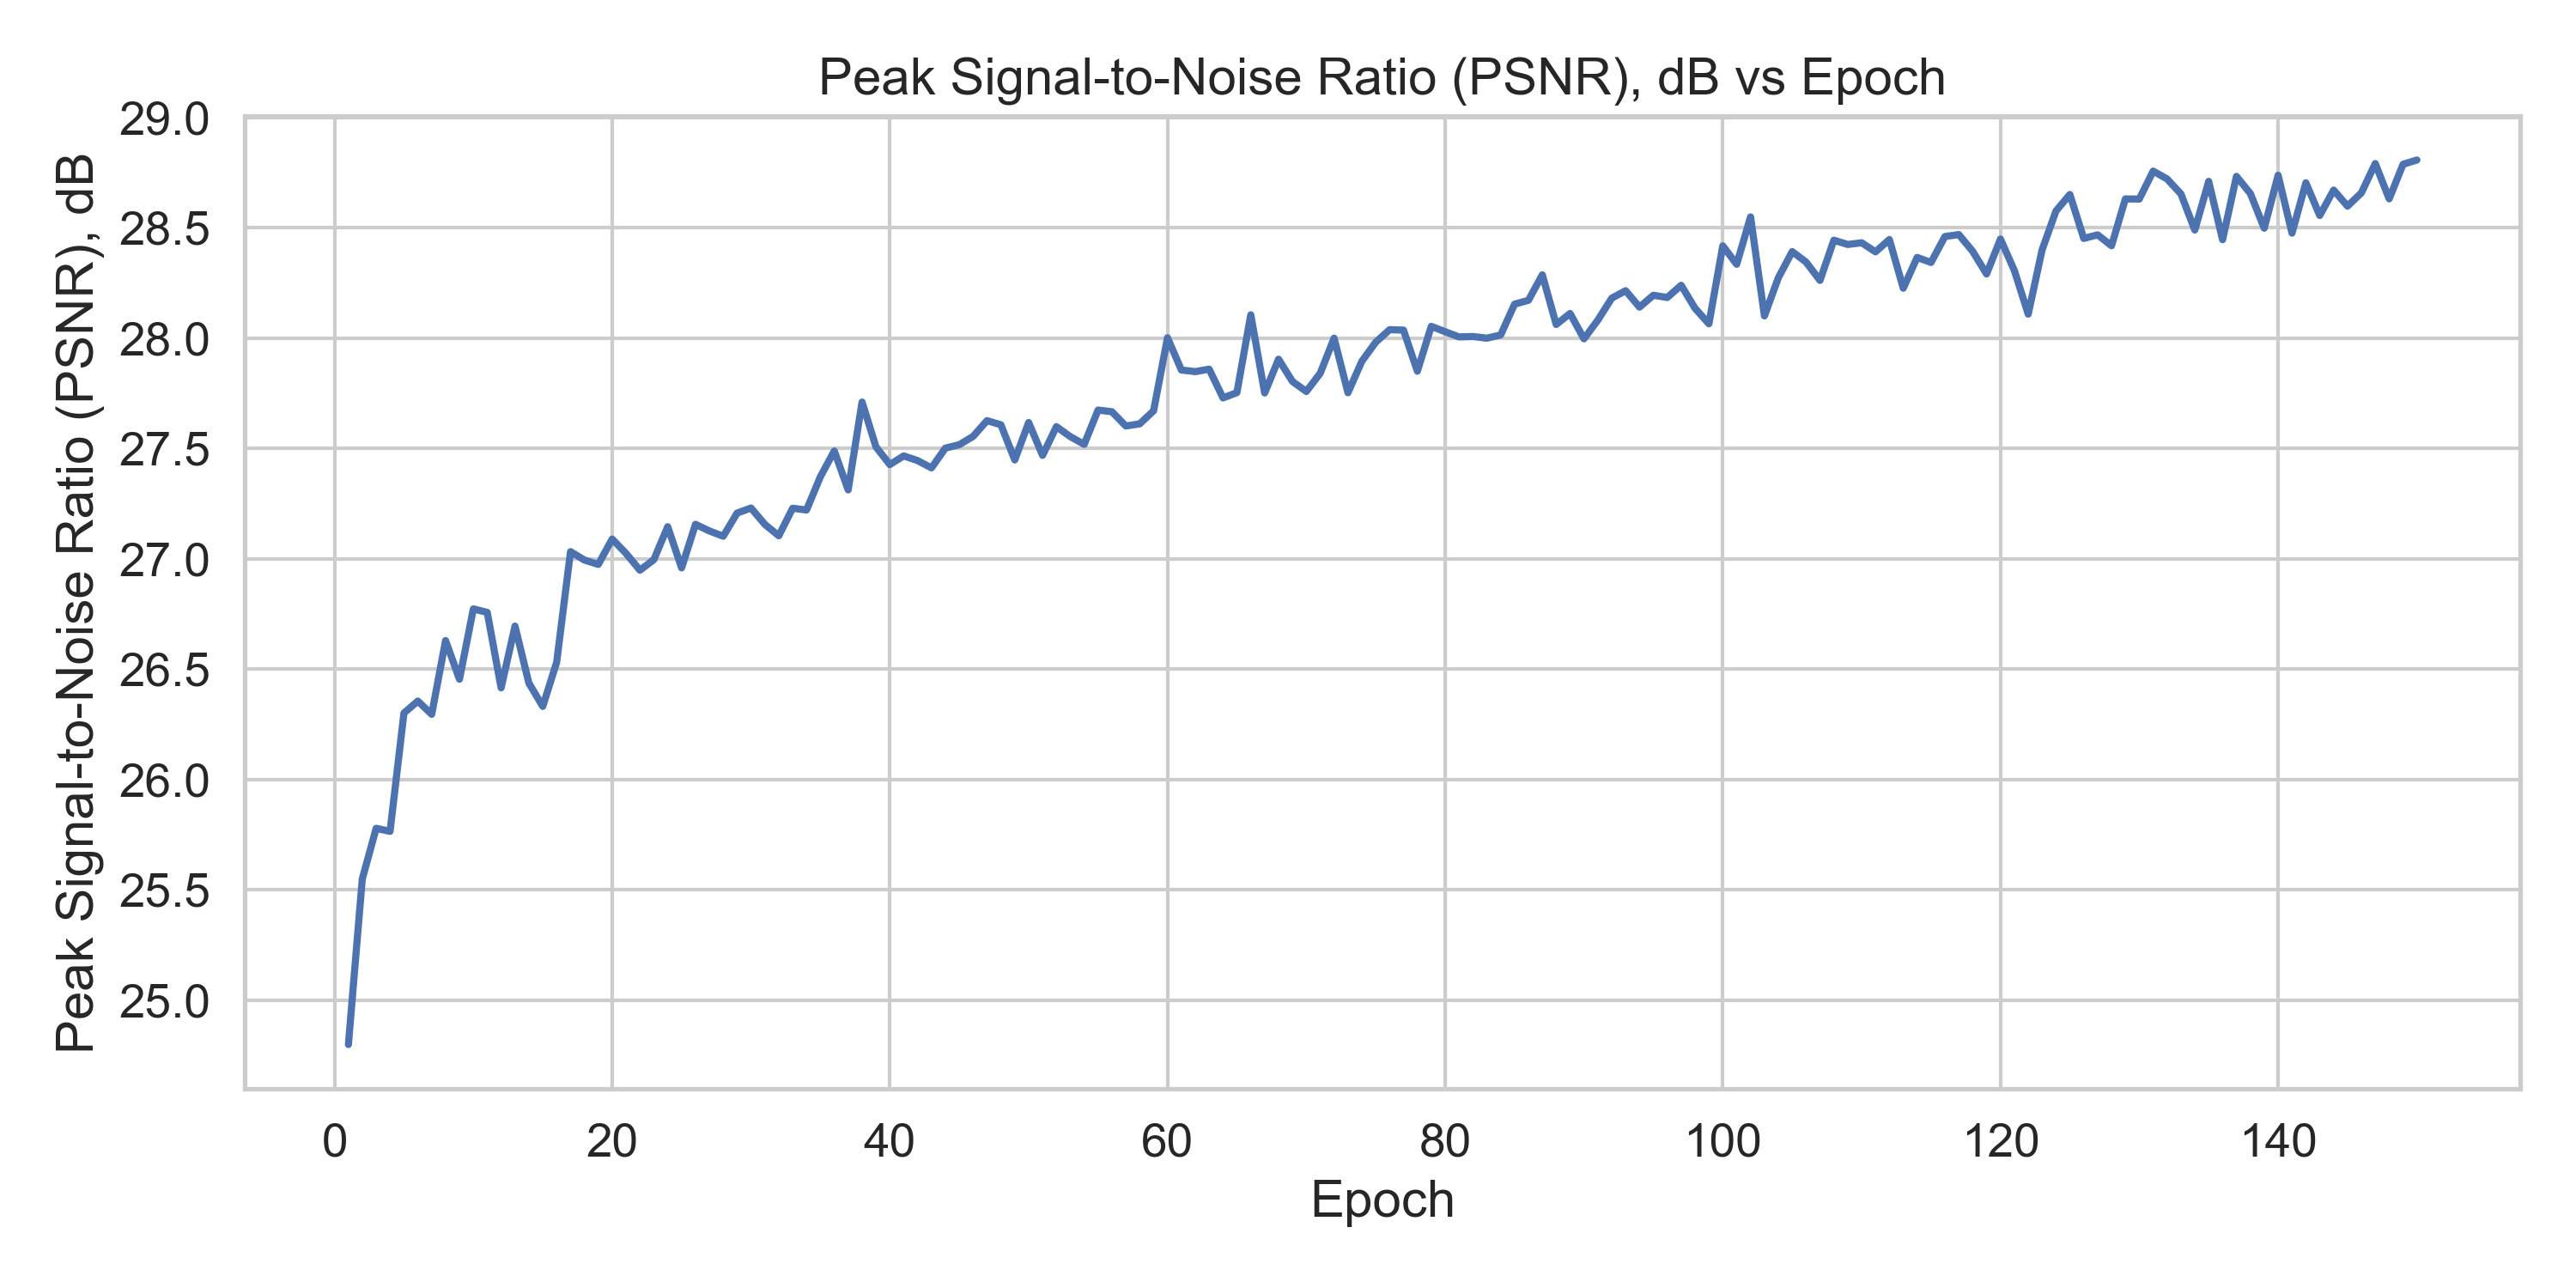 Peak Signal-to-Noise Ratio (PSNR), dB vs Epoch
Peak Signal-to-Noise Ratio (PSNR), dB
29.0
28.5
28.0
27.5
27.0
26.5
26.0
25.5
25.0
0 20 40 60 80 100 120 140
Epoch